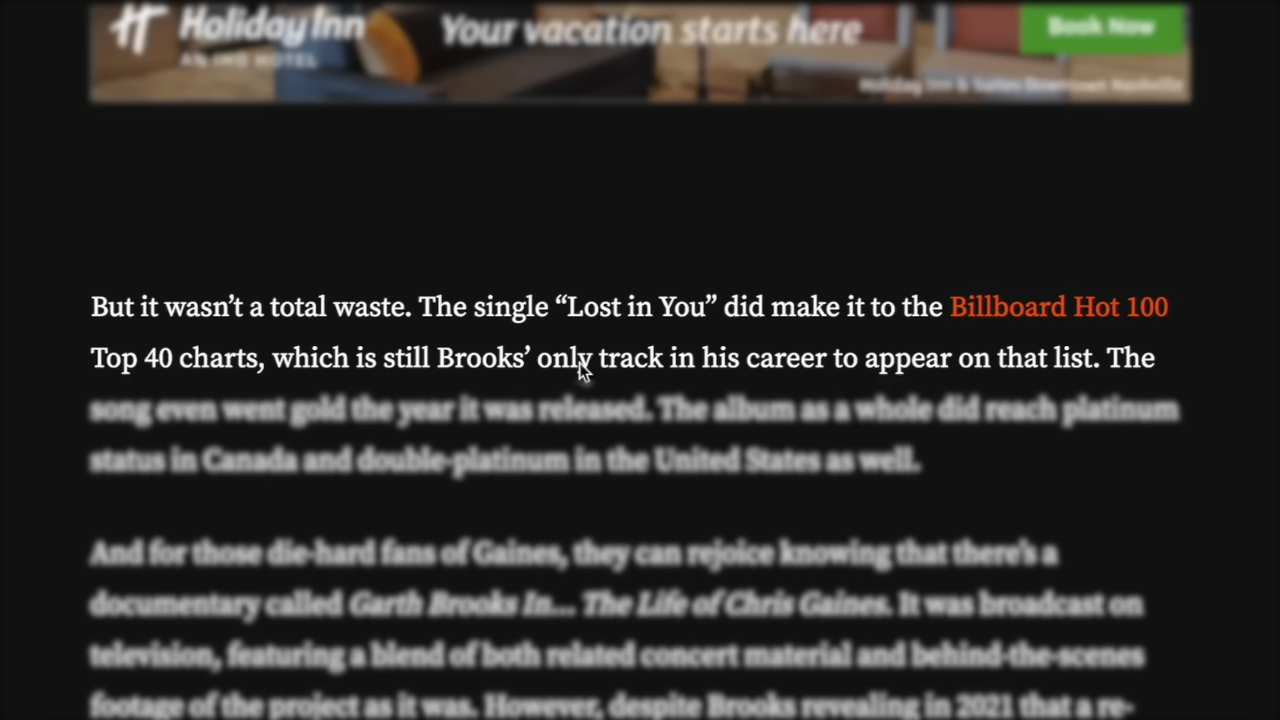 Holiday Inn
AN IHG HOTEL
Your vacation starts here
Book Now
Holiday Inn & Suites Downtown Nashville
But it wasn’t a total waste. The single “Lost in You” did make it to the Billboard Hot 100
Top 40 charts, which is still Brooks’ only track in his career to appear on that list. The
song even went gold the year it was released. The album as a whole did reach platinum
status in Canada and double-platinum in the United States as well.
And for those die-hard fans of Gaines, they can rejoice knowing that there’s a
documentary called Garth Brooks In... The Life of Chris Gaines. It was broadcast on
television, featuring a blend of both related concert material and behind-the-scenes
footage of the project as it was. However, despite Brooks revealing in 2021 that a re-